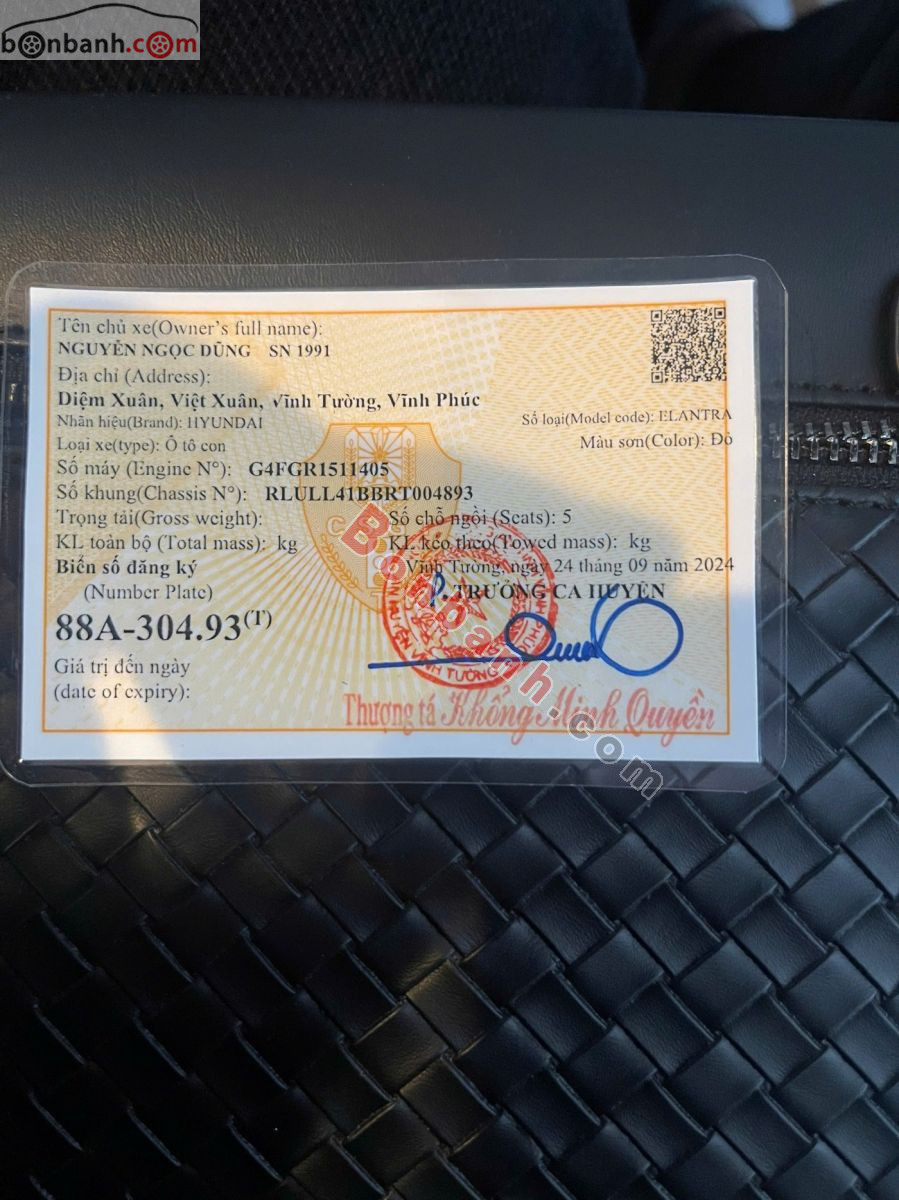 bonbanh.com
Tên chủ xe(Owner's full name):
NGUYỄN NGỌC DŨNG SN 1991
Địa chỉ (Address):
Diệm Xuân, Việt Xuân, Vĩnh Tường, Vĩnh Phúc
Nhãn hiệu(Brand): HYUNDAI Số loại(Model code): ELANTRA
Loại xe(type): Ô tô con Màu sơn(Color): Đỏ
Số máy (Engine N°): G4FGR1511405
Số khung(Chassis N°): RLULL41BBRT004893
Trọng tải(Gross weight): Số chỗ ngồi (Seats): 5
KL toàn bộ (Total mass): kg KL kéo theo(Towed mass): kg
Biển số đăng ký Vĩnh Tường, ngày 24 tháng 09 năm 2024
(Number Plate) P. TRƯỞNG CA HUYỆN
88A-304.93(T)
Giá trị đến ngày
(date of expiry):
Thượng tá Khổng Minh Quyền
Bonbanh.com